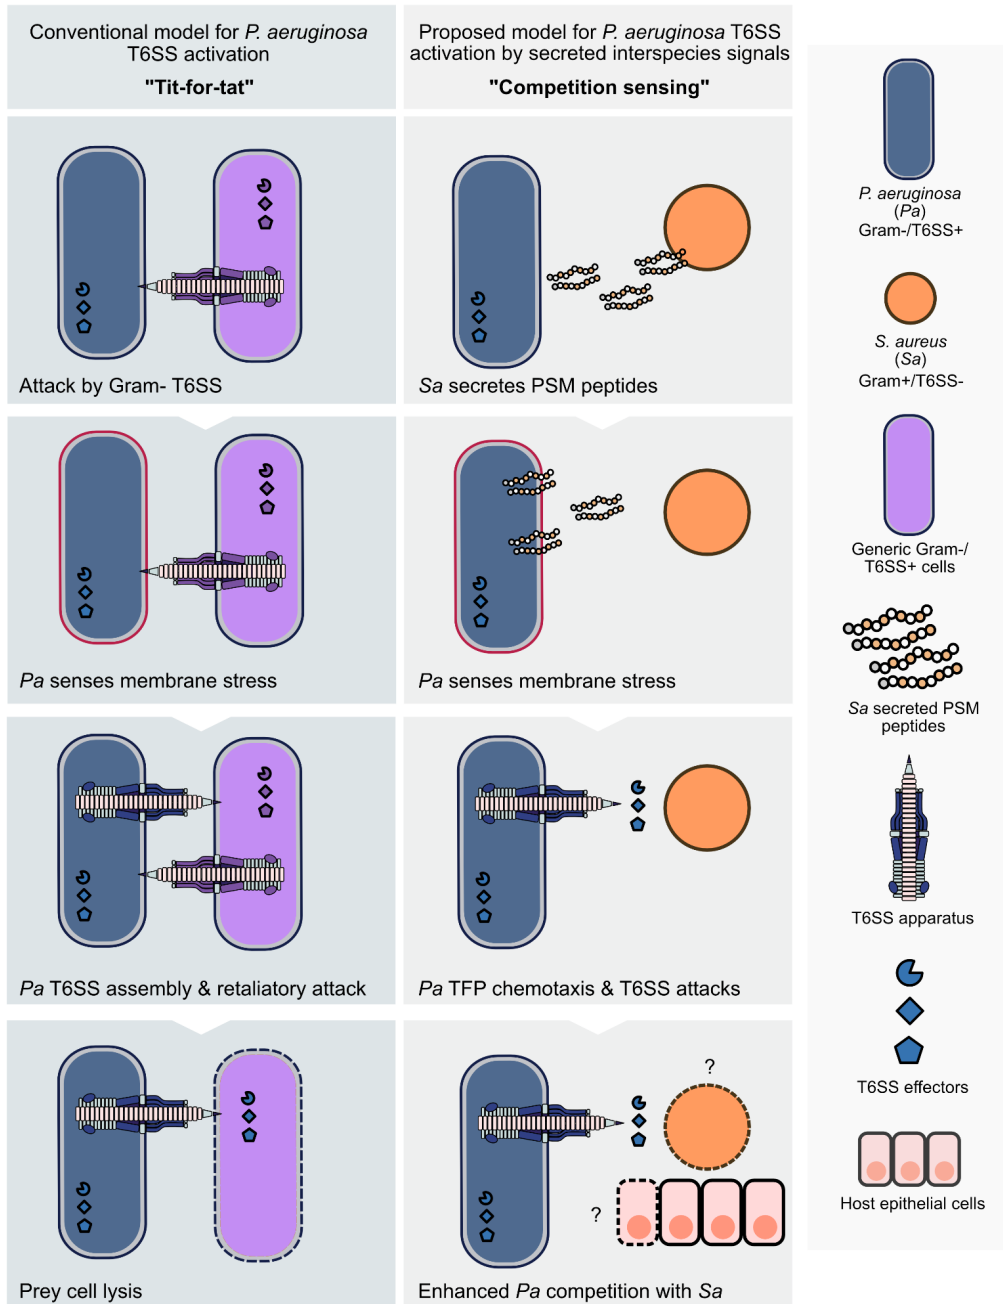 Conventional model for P. aeruginosa
T6SS activation
"Tit-for-tat"
Proposed model for P. aeruginosa T6SS
activation by secreted interspecies signals
"Competition sensing"
Attack by Gram- T6SS
Sa secretes PSM peptides
Pa senses membrane stress
Pa senses membrane stress
Pa T6SS assembly & retaliatory attack
Pa TFP chemotaxis & T6SS attacks
?
?
Prey cell lysis
Enhanced Pa competition with Sa
P. aeruginosa
(Pa)
Gram-/T6SS+
S. aureus
(Sa)
Gram+/T6SS-
Generic Gram-/
T6SS+ cells
Sa secreted PSM
peptides
T6SS apparatus
T6SS effectors
Host epithelial cells